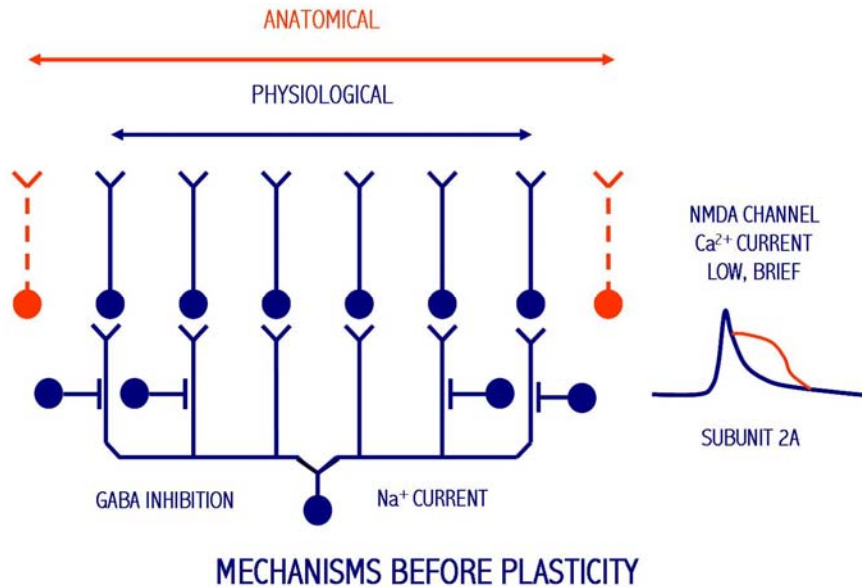 ANATOMICAL
PHYSIOLOGICAL
NMDA CHANNEL
Ca²⁺ CURRENT
LOW, BRIEF
SUBUNIT 2A
GABA INHIBITION
Na⁺ CURRENT
MECHANISMS BEFORE PLASTICITY